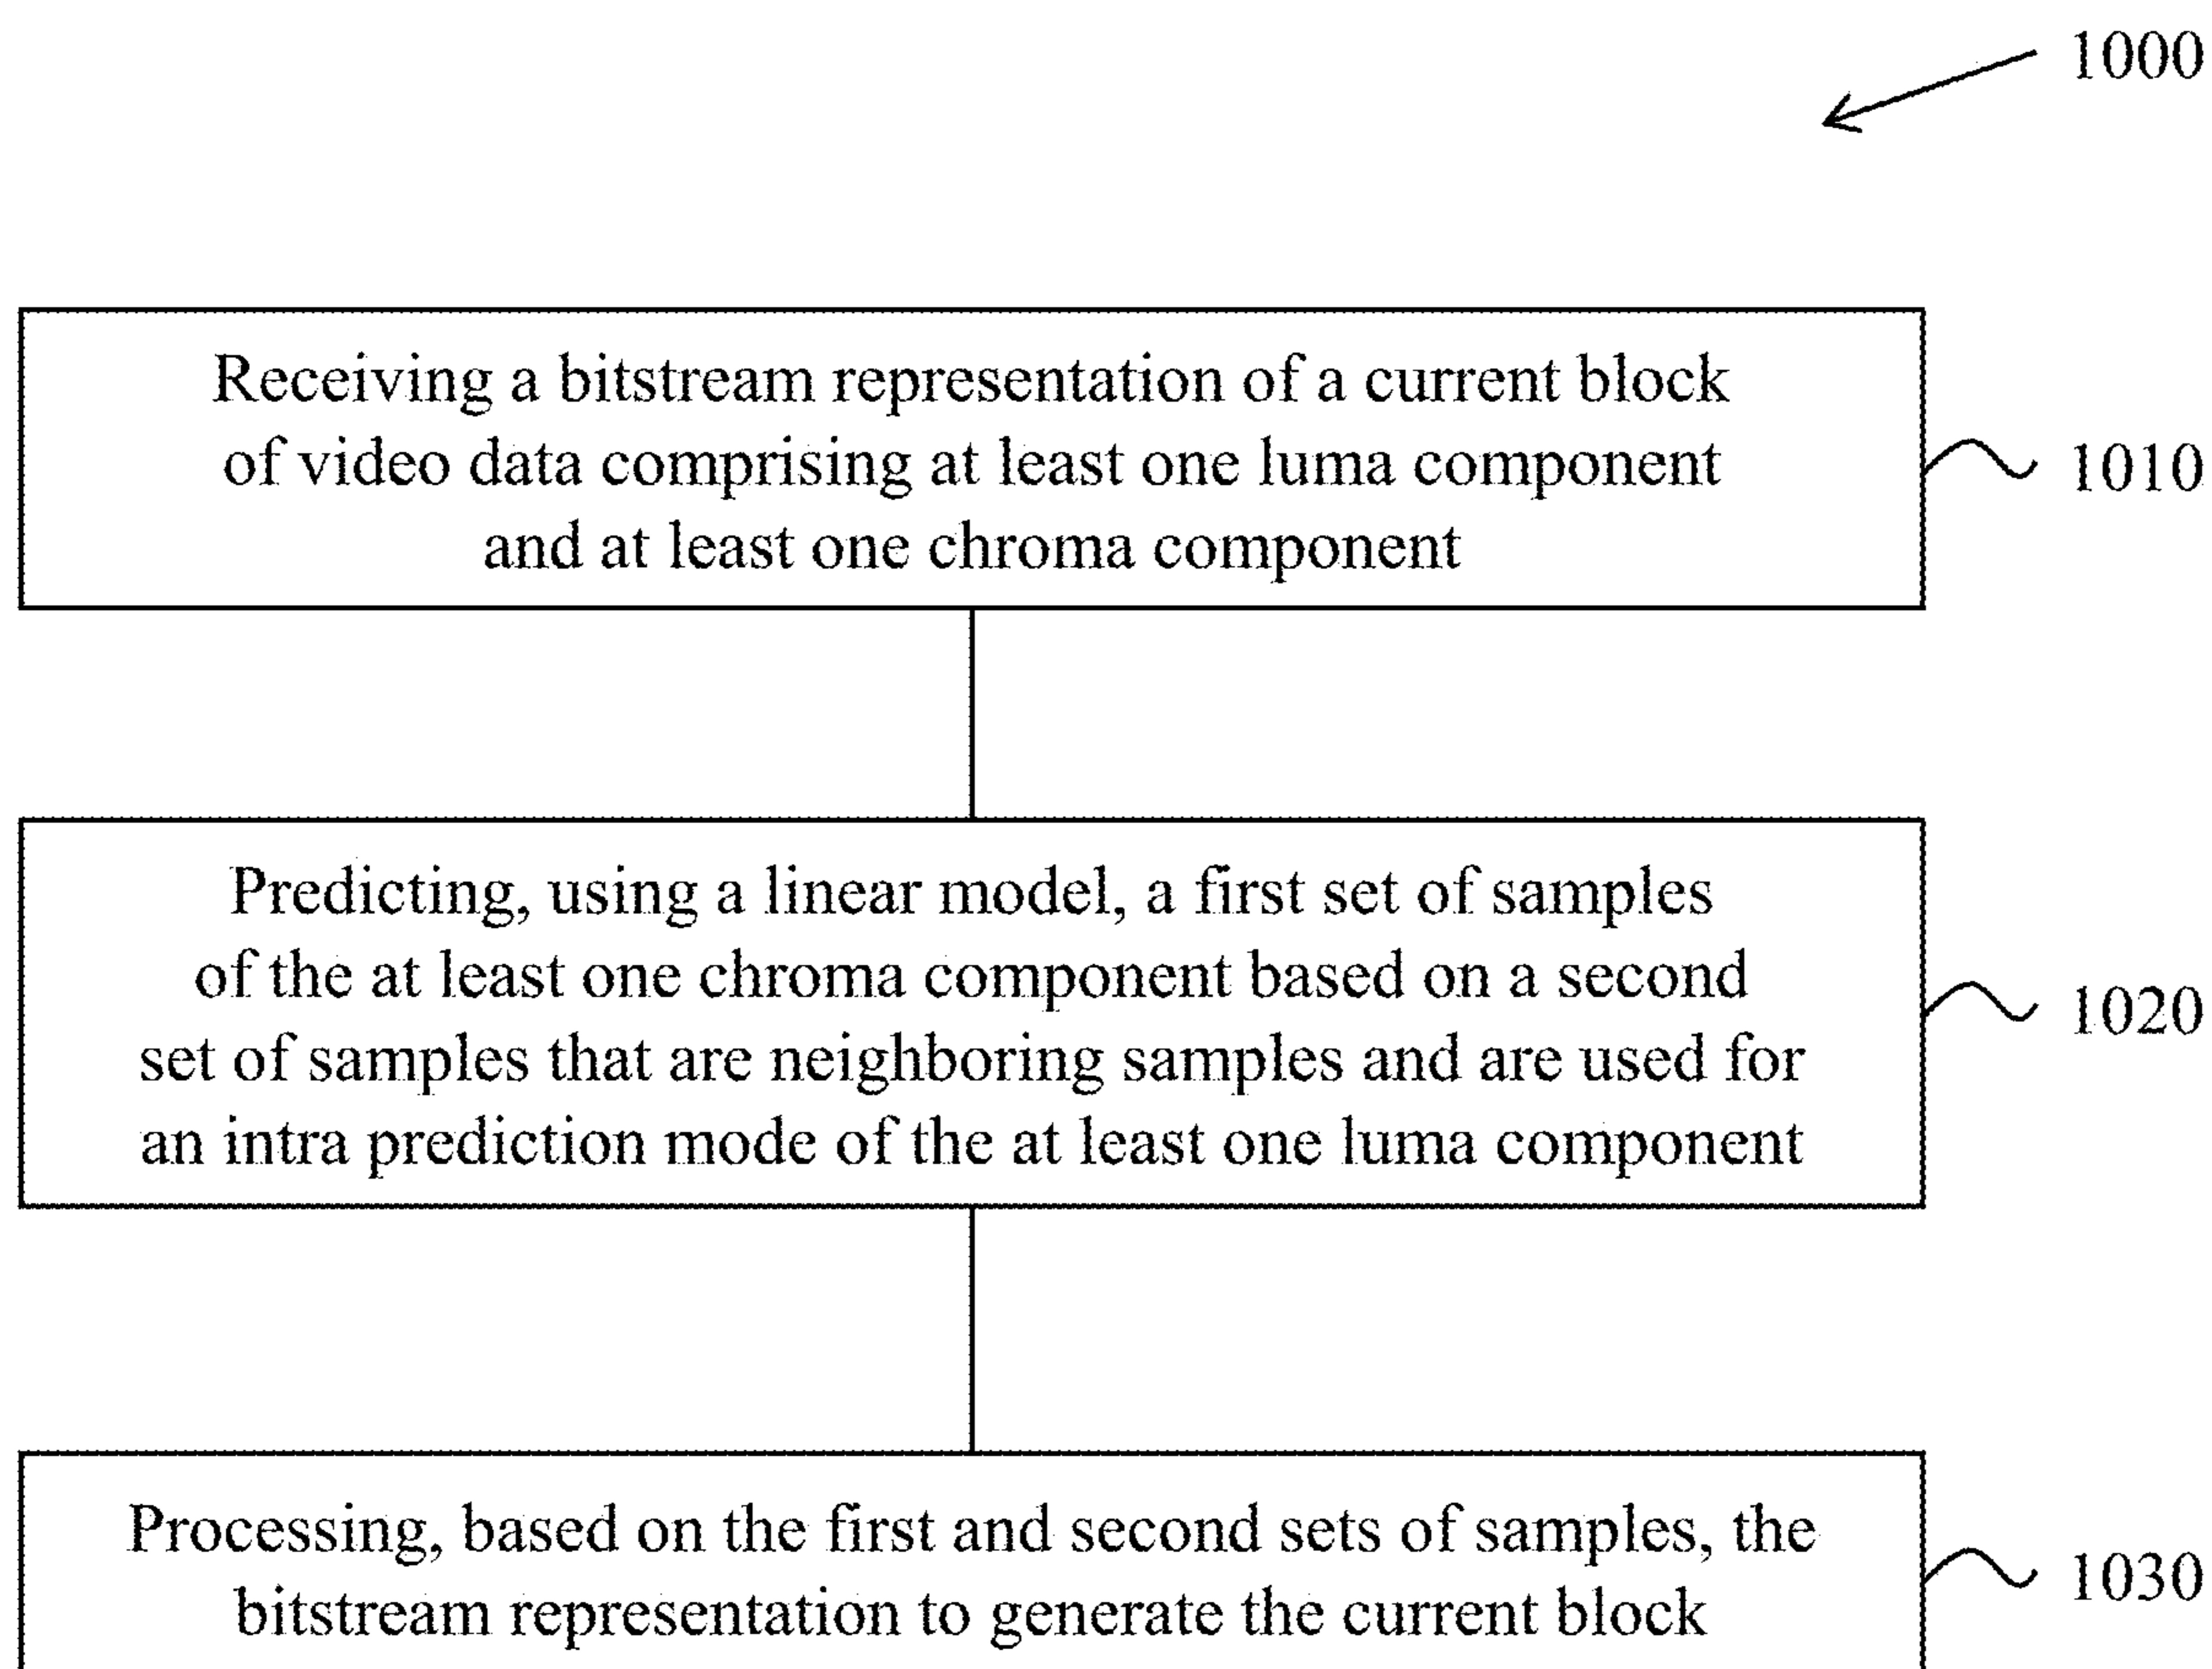 1000
Receiving a bitstream representation of a current block
of video data comprising at least one luma component
and at least one chroma component
1010
Predicting, using a linear model, a first set of samples
of the at least one chroma component based on a second
set of samples that are neighboring samples and are used for
an intra prediction mode of the at least one luma component
1020
Processing, based on the first and second sets of samples, the
bitstream representation to generate the current block
1030